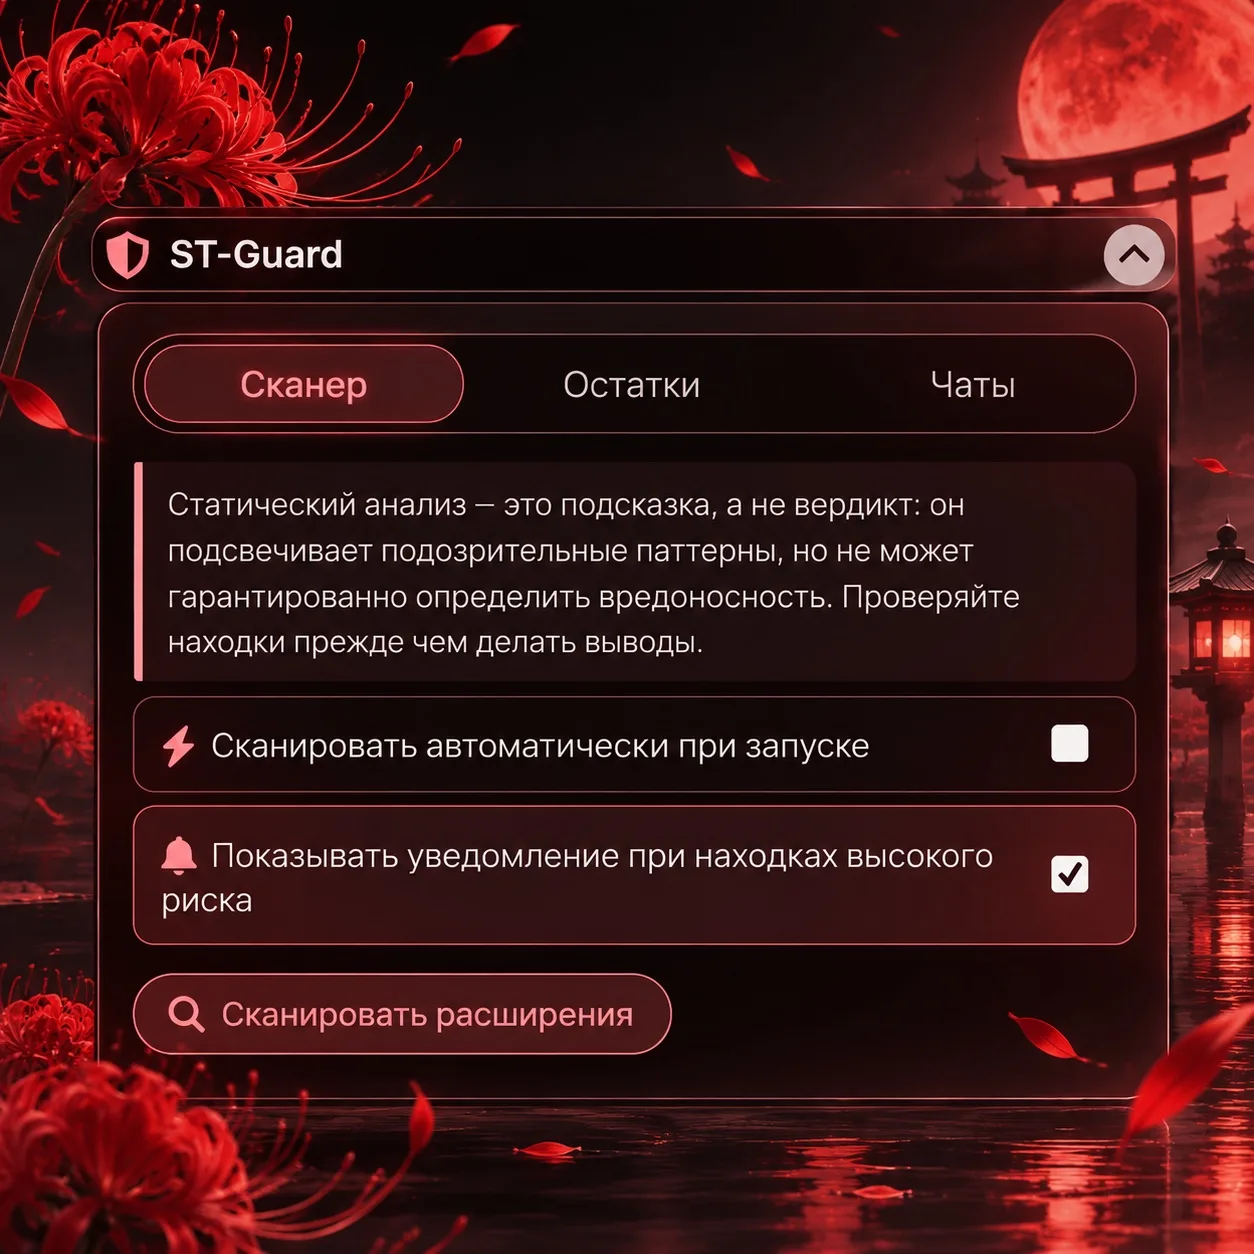 ST-Guard
Сканер Остатки Чаты
Статический анализ – это подсказка, а не вердикт: он
подсвечивает подозрительные паттерны, но не может
гарантированно определить вредоносность. Проверяйте
находки прежде чем делать выводы.
Сканировать автоматически при запуске
Показывать уведомление при находках высокого
риска
Сканировать расширения